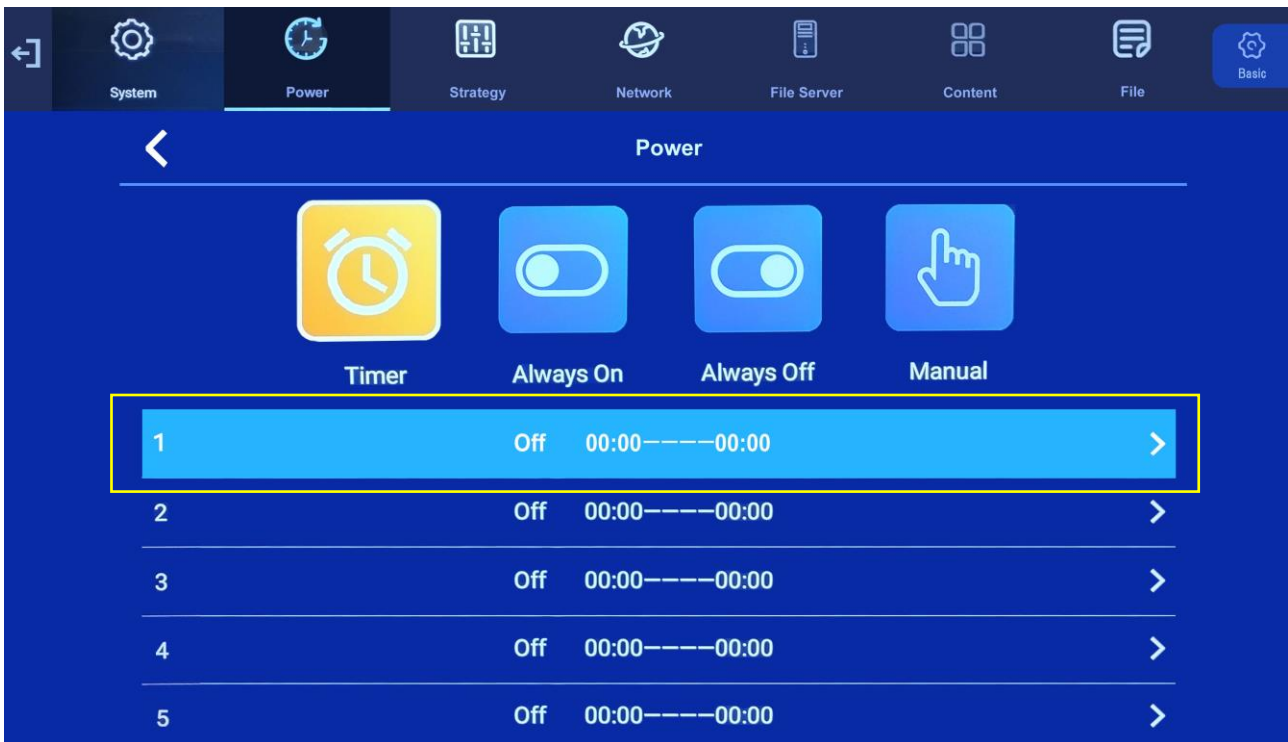 System Power Strategy Network File Server Content File Basic
Power
Timer Always On Always Off Manual
1 Off 00:00————00:00
2 Off 00:00————00:00
3 Off 00:00————00:00
4 Off 00:00————00:00
5 Off 00:00————00:00